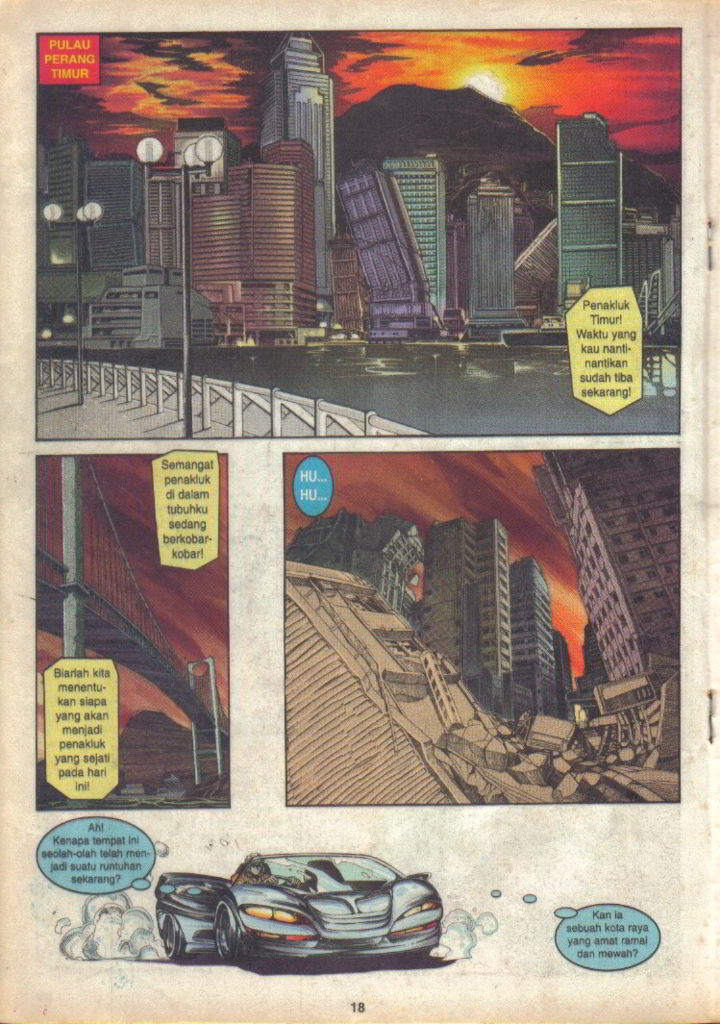 PULAU
PERANG
TIMUR
Penakluk
Timur!
Waktu yang
kau nanti-
nantikan
sudah tiba
sekarang!
Semangat
penakluk
di dalam
tubuhku
sedang
berkobar-
kobar!
Biarlah kita
menentu-
kan siapa
yang akan
menjadi
penakluk
yang sejati
pada hari
ini!
HU...
HU...
Ah!
Kenapa tempat ini
seolah-olah telah men-
jadi suatu runtuhan
sekarang?
Kan ia
sebuah kota raya
yang amat ramai
dan mewah?
18